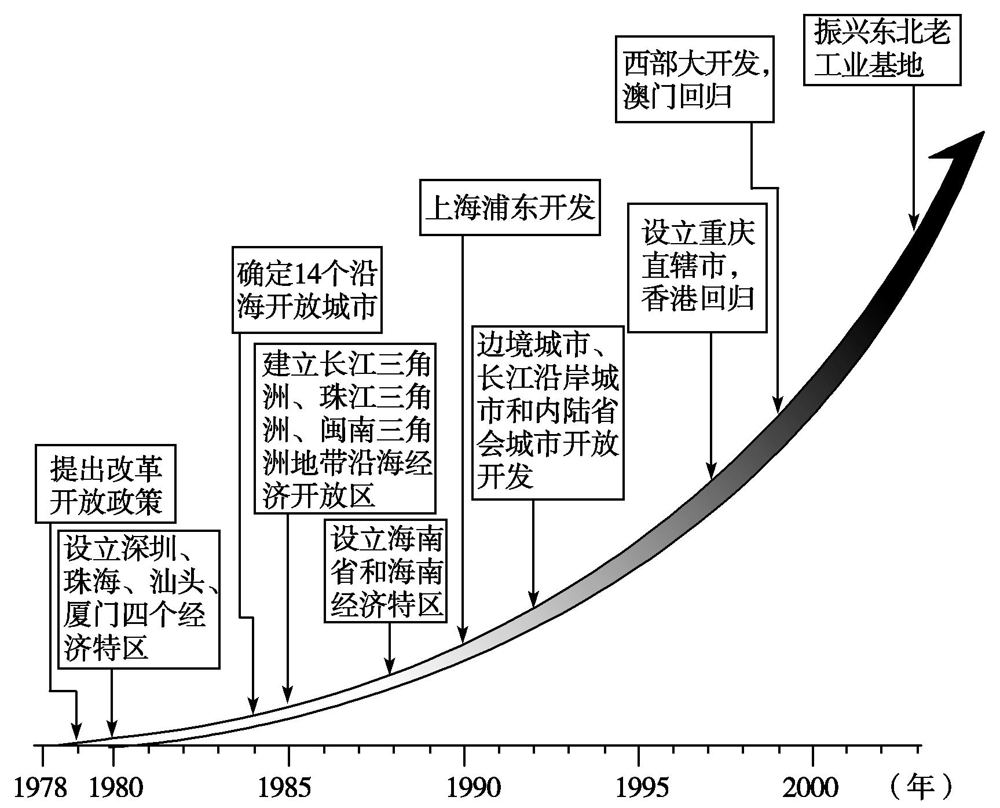 振兴东北老
工业基地
西部大开发，
澳门回归
上海浦东开发
设立重庆
直辖市，
香港回归
确定14个沿
海开放城市
边境城市、
长江沿岸城
市和内陆省
会城市开放
开发
建立长江三角
洲、珠江三角
洲、闽南三角
洲地带沿海经
济开放区
提出改革
开放政策
设立海南
省和海南
经济特区
设立深圳、
珠海、汕头、
厦门四个经
济特区
1978 1980 1985 1990 1995 2000 （年）